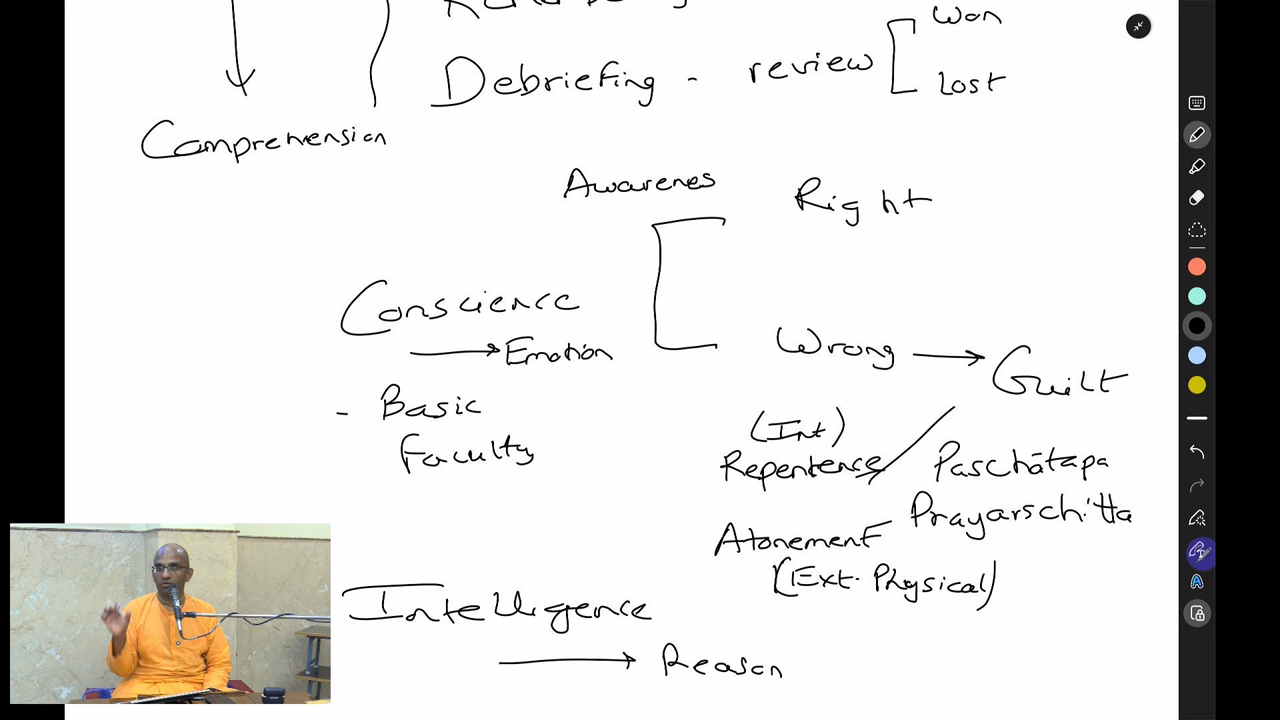 Won
Debriefing - review
Lost
Comprehension
Awarenes
Right
Conscience
→ Emotion
Wrong → Guilt
- Basic
Faculty
(Int)
Repentence
Paschātapa
Prayarschitta
Atonement
(Ext. Physical)
Intelligence
→ Reason